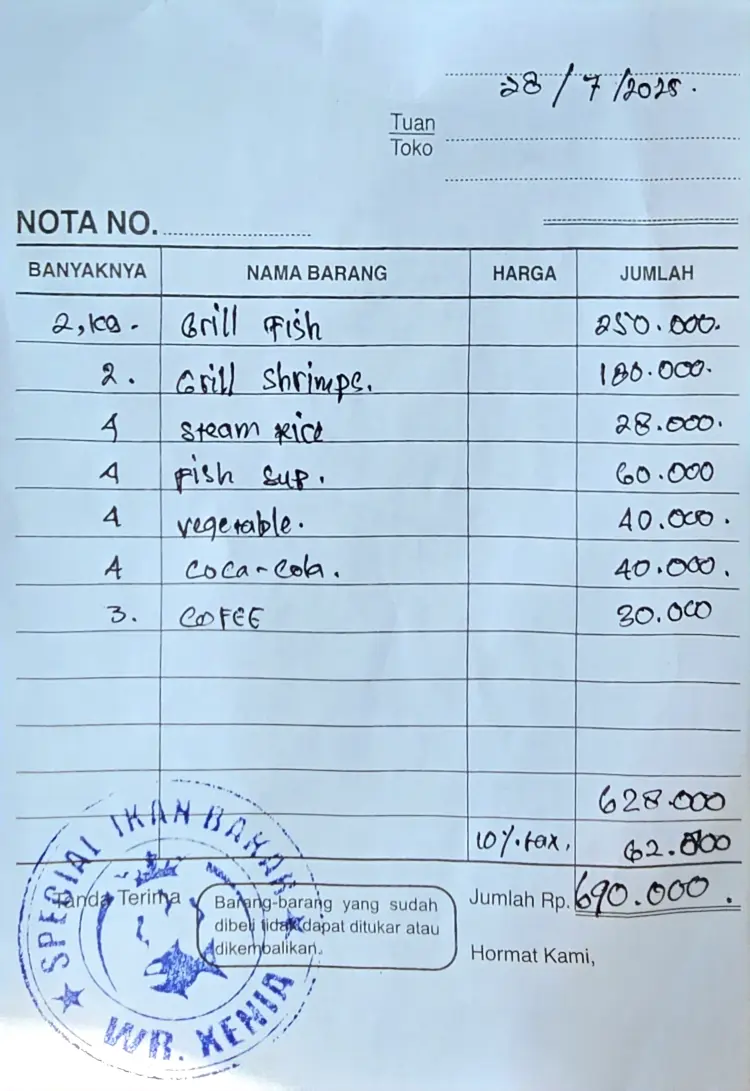 28/7/2025.
Tuan
Toko
NOTA NO.
BANYAKNYA NAMA BARANG HARGA JUMLAH
2,kg. Grill Fish 250.000.
2. Grill Shrimps. 180.000.
4 Steam Rice 28.000.
4 Fish Sup. 60.000
4 vegetable. 40.000.
4 Coca-Cola. 40.000.
3. COFEE 30.000
628.000
10%.tax, 62.800
Tanda Terima
Barang-barang yang sudah
dibeli tidak dapat ditukar atau
dikembalikan.
Jumlah Rp. 690.000.
Hormat Kami,
SPECIAL IKAN BAKAR
WR. XENIA